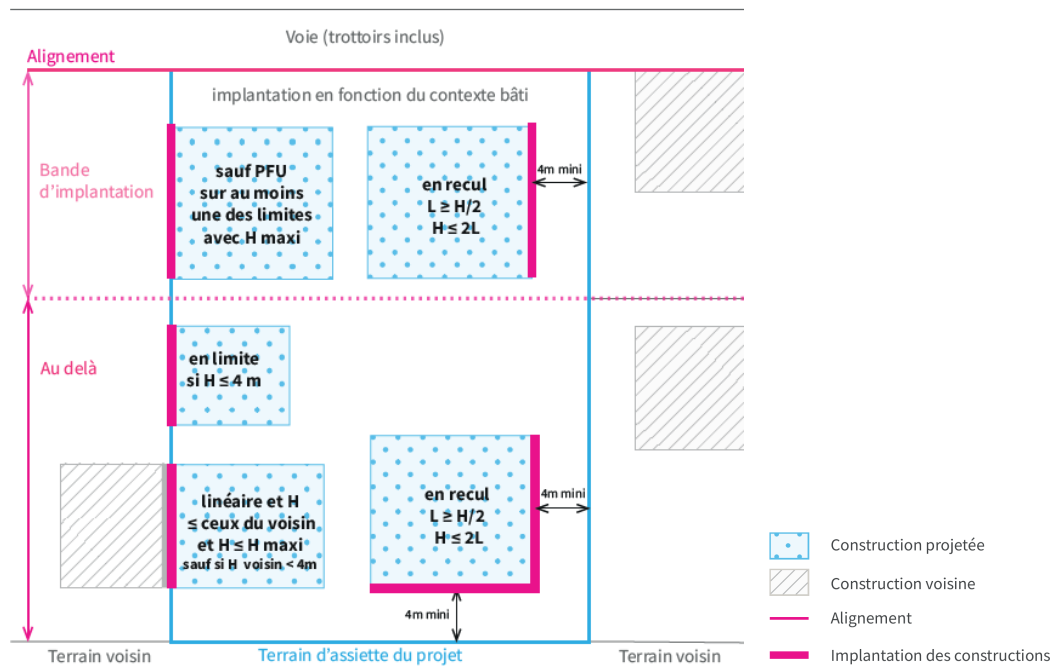 Voie (trottoirs inclus)
Alignement
implantation en fonction du contexte bâti
Bande
d'implantation
sauf PFU
sur au moins
une des limites
avec H maxi
en recul
L ≥ H/2
H ≤ 2L
4m mini
Au delà
en limite
si H ≤ 4 m
linéaire et H
≤ ceux du voisin
et H ≤ H maxi
sauf si H voisin < 4m
en recul
L ≥ H/2
H ≤ 2L
4m mini
4m mini
Terrain voisin
Terrain d'assiette du projet
Terrain voisin
Construction projetée
Construction voisine
Alignement
Implantation des constructions